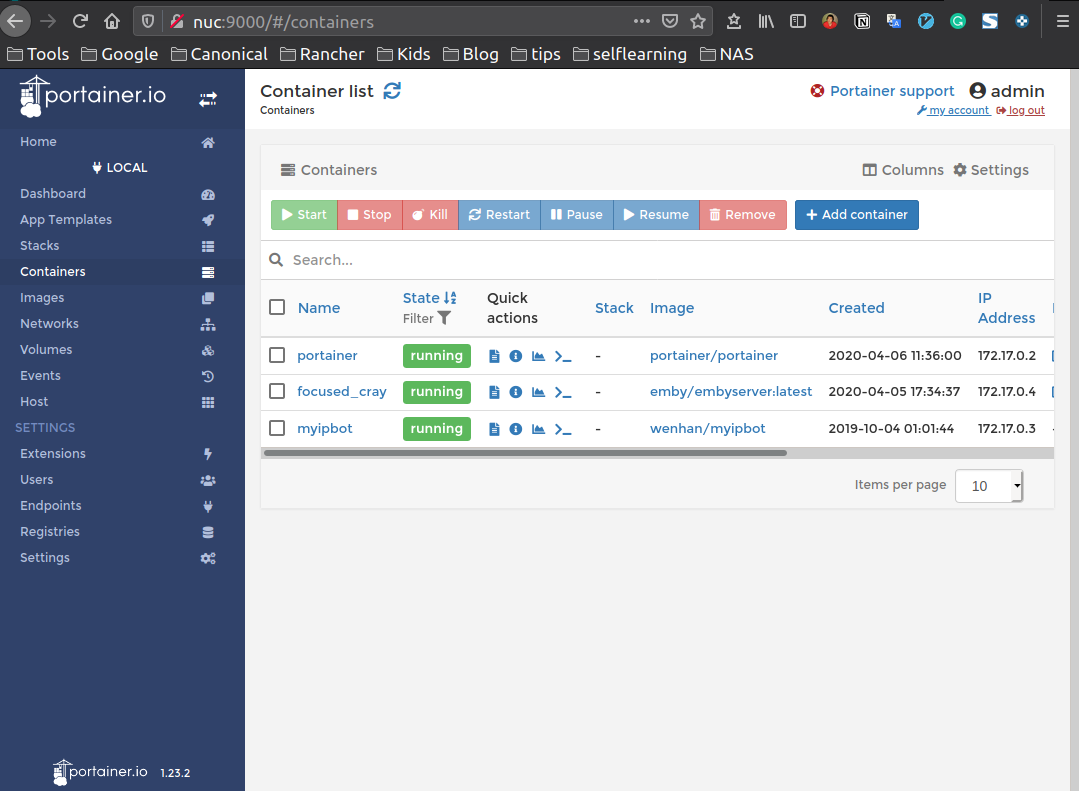 nuc:9000/#/containers
Tools Google Canonical Rancher Kids Blog tips selflearning NAS
portainer.io
Home
LOCAL
Dashboard
App Templates
Stacks
Containers
Images
Networks
Volumes
Events
Host
SETTINGS
Extensions
Users
Endpoints
Registries
Settings
portainer.io 1.23.2
Container list
Containers
Portainer support admin
my account log out
Containers Columns Settings
Start Stop Kill Restart Pause Resume Remove Add container
Search...
Name State Filter Quick actions Stack Image Created IP Address
portainer running - portainer/portainer 2020-04-06 11:36:00 172.17.0.2
focused_cray running - emby/embyserver:latest 2020-04-05 17:34:37 172.17.0.4
myipbot running - wenhan/myipbot 2019-10-04 01:01:44 172.17.0.3 -
Items per page 10